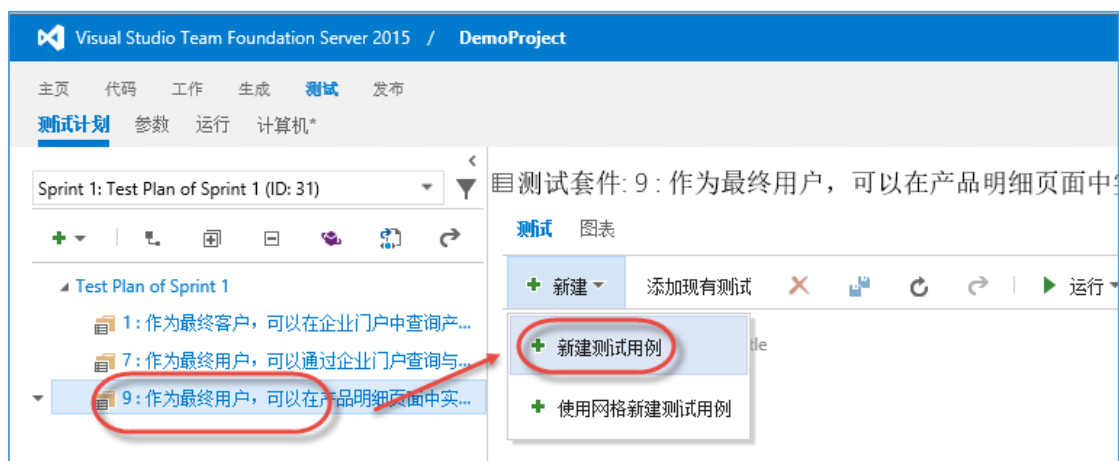 Visual Studio Team Foundation Server 2015 / DemoProject
主页 代码 工作 生成 测试 发布
测试计划 参数 运行 计算机*
Sprint 1: Test Plan of Sprint 1 (ID: 31)
测试套件: 9 : 作为最终用户，可以在产品明细页面中
测试 图表
新建 添加现有测试 运行
Test Plan of Sprint 1
1 : 作为最终客户，可以在企业门户中查询产...
7 : 作为最终用户，可以通过企业门户查询与...
9 : 作为最终用户，可以在产品明细页面中实...
新建测试用例
使用网格新建测试用例